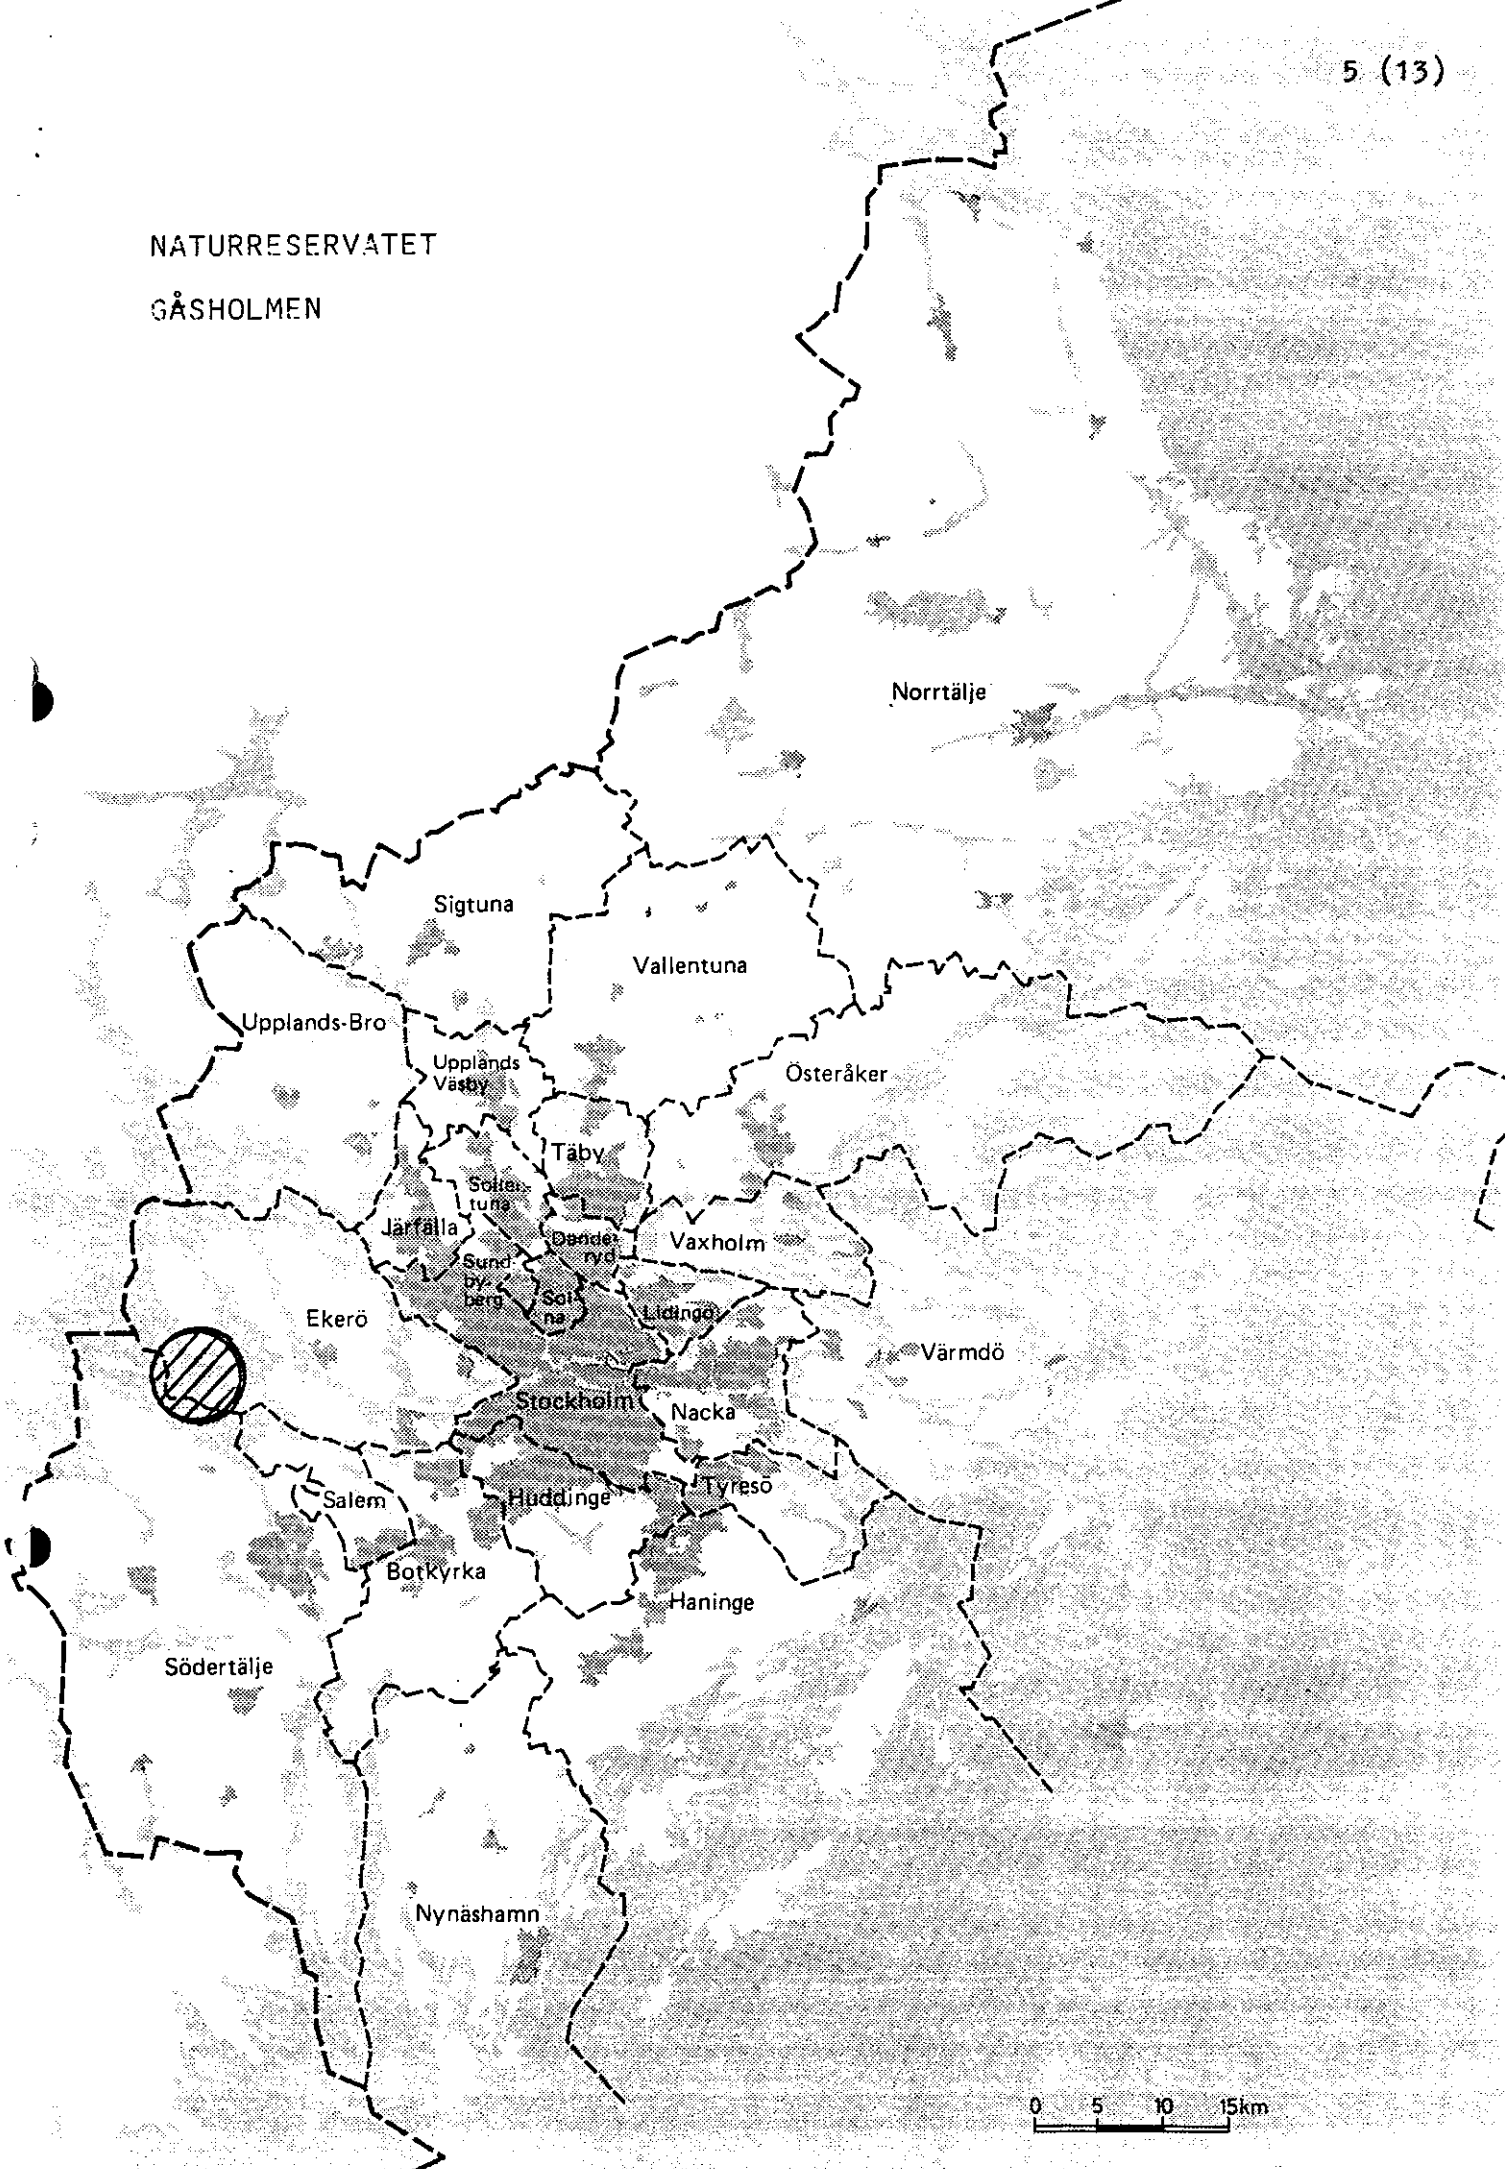 5 (13)
NATURRESERVATET
GÅSHOLMEN
Norrtälje
Sigtuna
Vallentuna
Upplands-Bro
Upplands
Väsby
Österåker
Täby
Sollen-
tuna
Järfälla
Dande-
ryd
Vaxholm
Sund-
by-
berg
Sol-
na
Lidingö
Ekerö
Värmdö
Stockholm
Nacka
Tyresö
Huddinge
Salem
Botkyrka
Haninge
Södertälje
Nynäshamn
0 5 10 15km